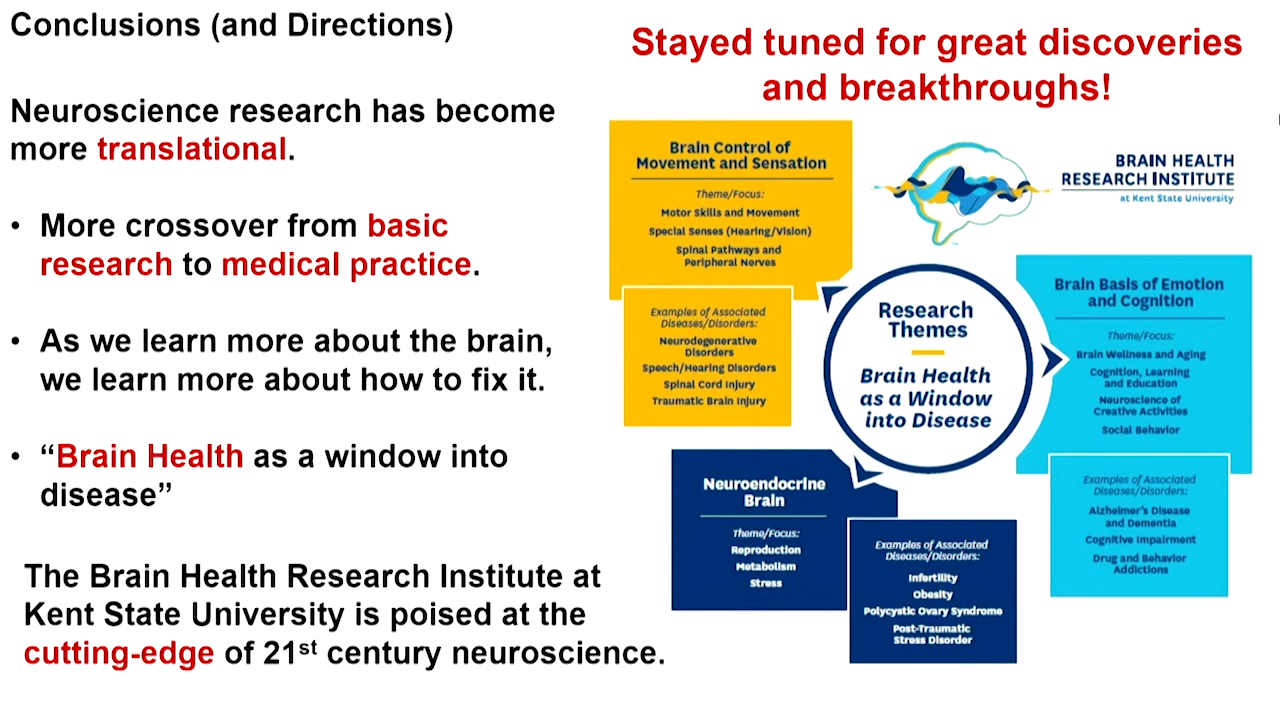 Conclusions (and Directions)
Neuroscience research has become
more translational.
• More crossover from basic
research to medical practice.
• As we learn more about the brain,
we learn more about how to fix it.
• “Brain Health as a window into
disease”
The Brain Health Research Institute at
Kent State University is poised at the
cutting-edge of 21st century neuroscience.
Stayed tuned for great discoveries
and breakthroughs!
Brain Control of
Movement and Sensation
Theme/Focus:
Motor Skills and Movement
Special Senses (Hearing/Vision)
Spinal Pathways and
Peripheral Nerves
Examples of Associated
Diseases/Disorders:
Neurodegenerative
Disorders
Speech/Hearing Disorders
Spinal Cord Injury
Traumatic Brain Injury
BRAIN HEALTH
RESEARCH INSTITUTE
at Kent State University
Research
Themes
Brain Health
as a Window
into Disease
Brain Basis of Emotion
and Cognition
Theme/Focus:
Brain Wellness and Aging
Cognition, Learning
and Education
Neuroscience of
Creative Activities
Social Behavior
Examples of Associated
Diseases/Disorders:
Alzheimer's Disease
and Dementia
Cognitive Impairment
Drug and Behavior
Addictions
Neuroendocrine
Brain
Theme/Focus:
Reproduction
Metabolism
Stress
Examples of Associated
Diseases/Disorders:
Infertility
Obesity
Polycystic Ovary Syndrome
Post-Traumatic
Stress Disorder